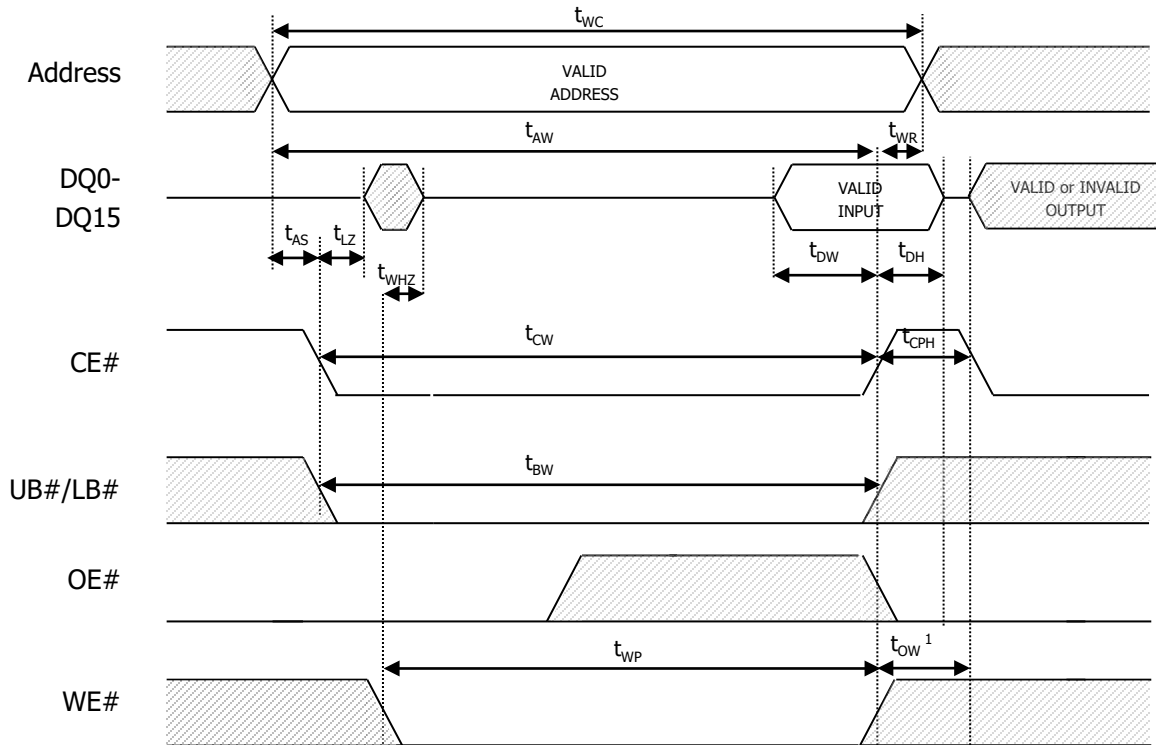 tWC
Address
VALID
ADDRESS
tAW
tWR
DQ0-
DQ15
VALID
INPUT
VALID or INVALID
OUTPUT
tAS
tLZ
tDW
tDH
tWHZ
CE#
tCW
tCPH
UB#/LB#
tBW
OE#
tWP
tOW 1
WE#